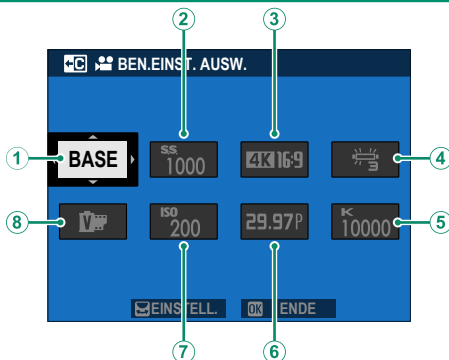 2 3
C BEN.EINST. AUSW.
1 BASE S.S. 1000 4K 16:9 3 4
8 V ISO 200 29.97P K 10000 5
EINSTELL. OK ENDE
7 6